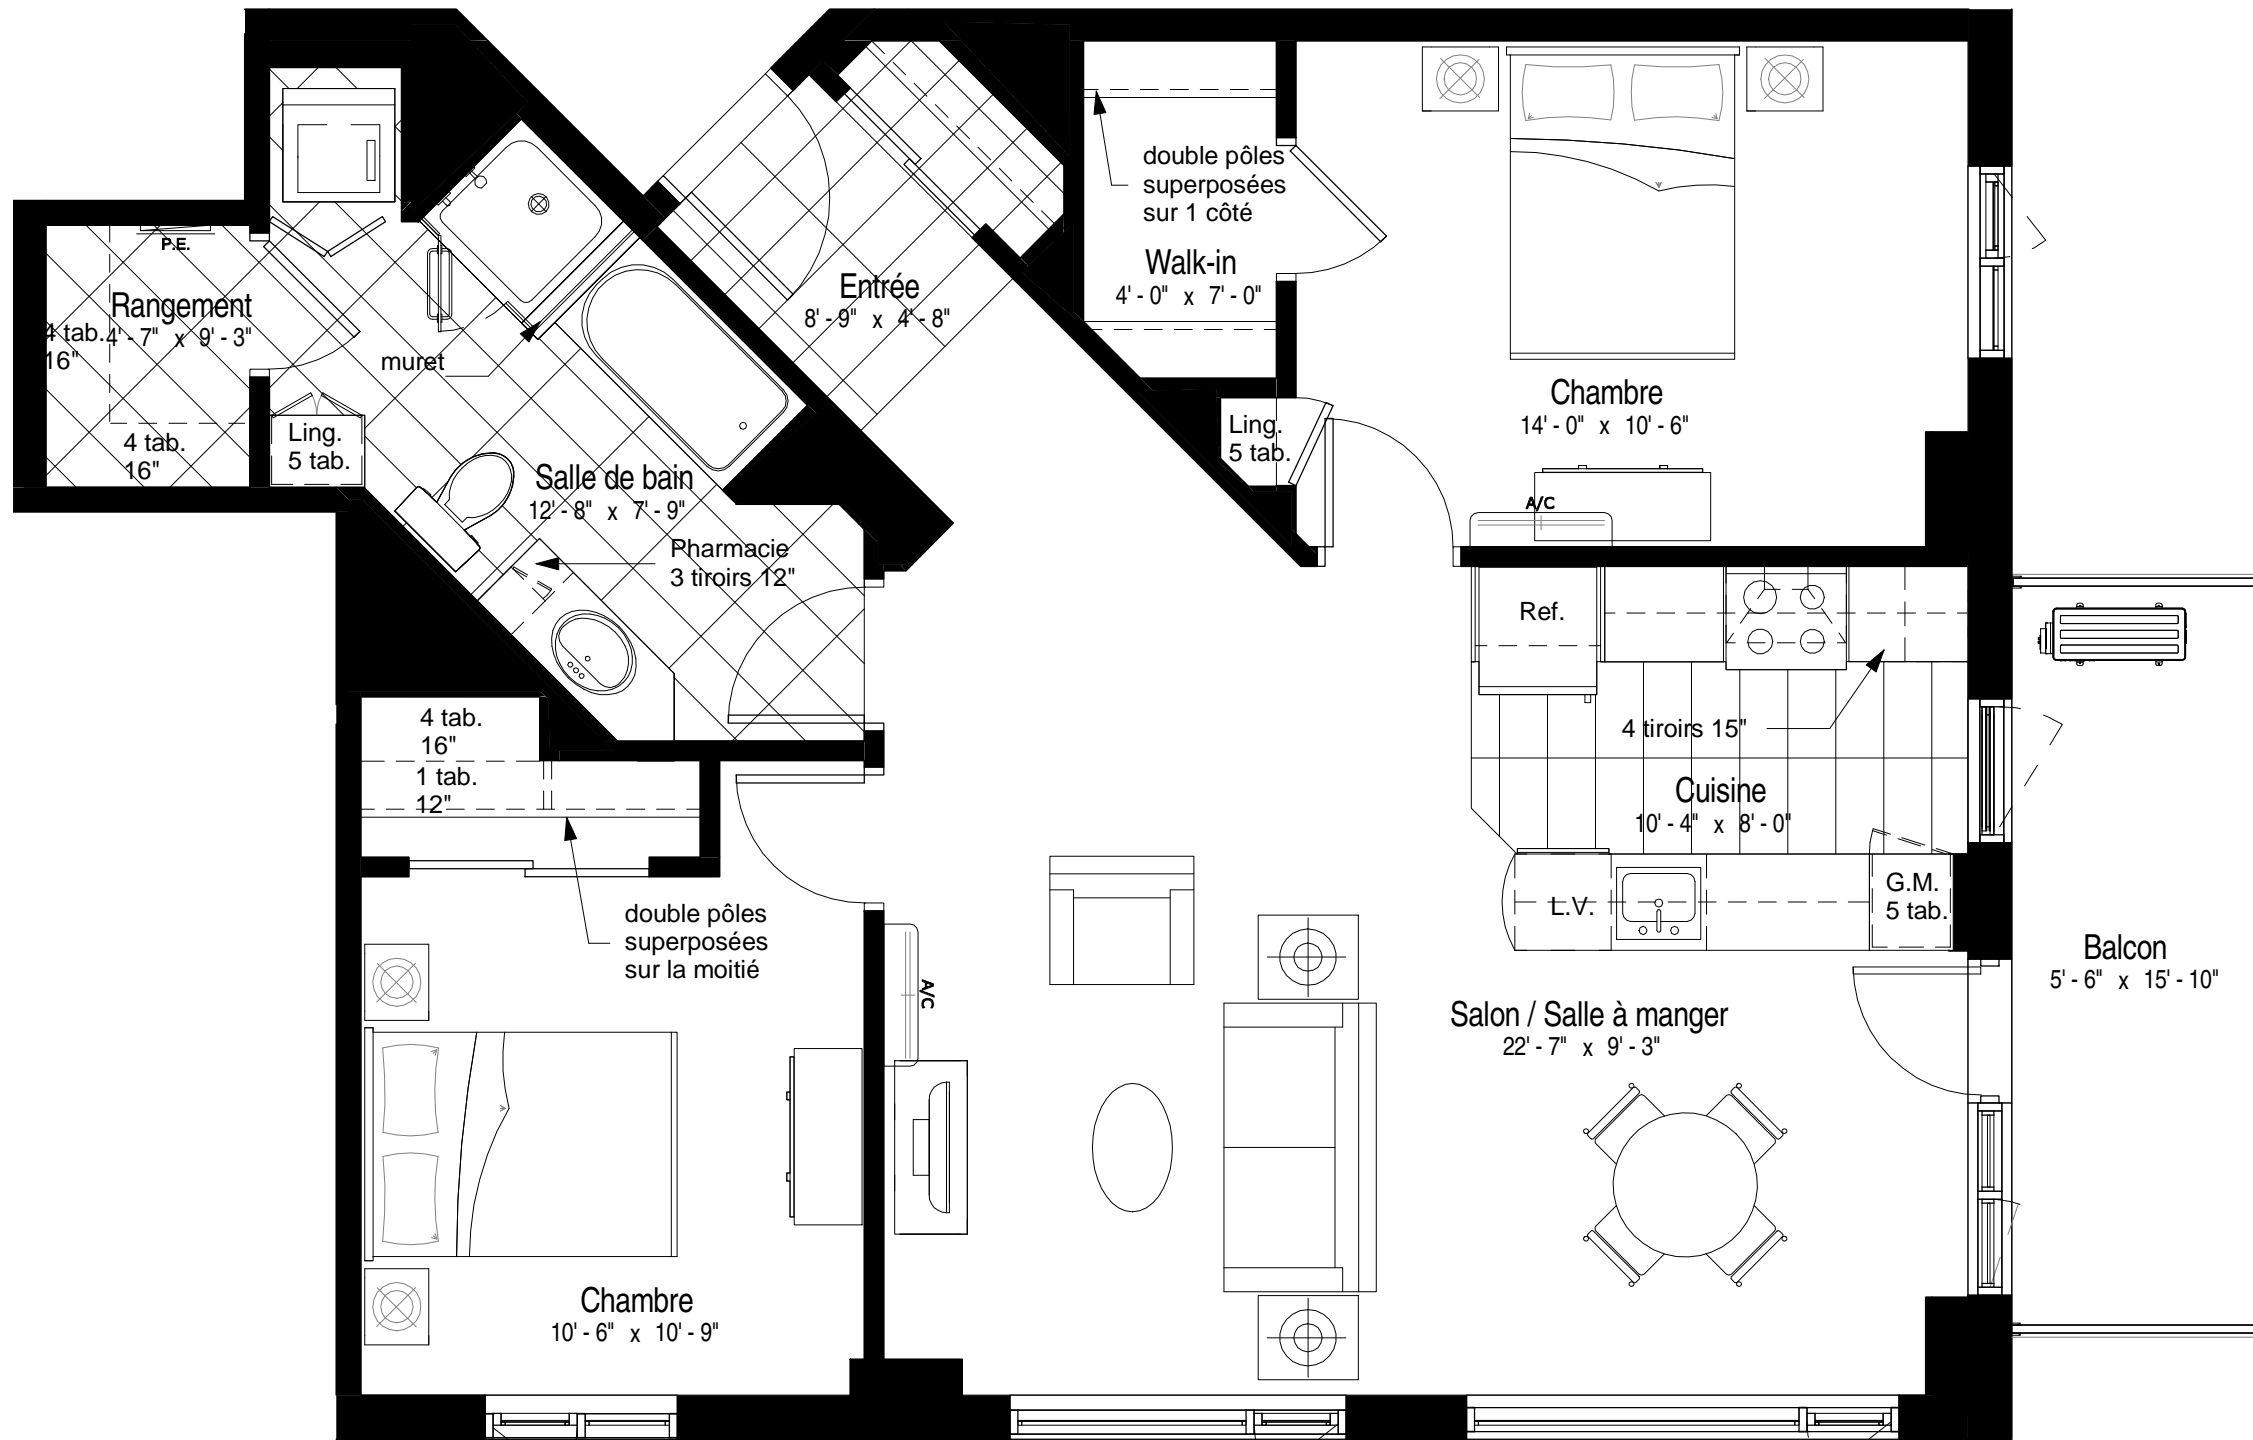 double pôles
superposées
sur 1 côté
Walk-in
4' - 0" x 7' - 0"
P.E.
Rangement
4' - 7" x 9' - 3"
4 tab.
16"
4 tab.
16"
Ling.
5 tab.
muret
Entrée
8' - 9" x 4' - 8"
Chambre
14' - 0" x 10' - 6"
Ling.
5 tab.
A/C
Salle de bain
12' - 8" x 7' - 9"
Pharmacie
3 tiroirs 12"
Ref.
4 tiroirs 15"
Cuisine
10' - 4" x 8' - 0"
4 tab.
16"
1 tab.
12"
double pôles
superposées
sur la moitié
L.V.
G.M.
5 tab.
Balcon
5' - 6" x 15' - 10"
A/C
Salon / Salle à manger
22' - 7" x 9' - 3"
Chambre
10' - 6" x 10' - 9"